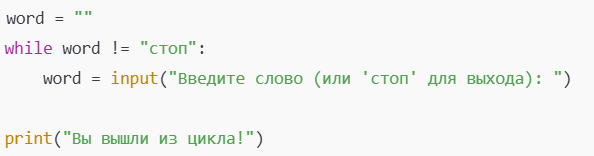 word = ""
while word != "стоп":
    word = input("Введите слово (или 'стоп' для выхода): ")
print("Вы вышли из цикла!")